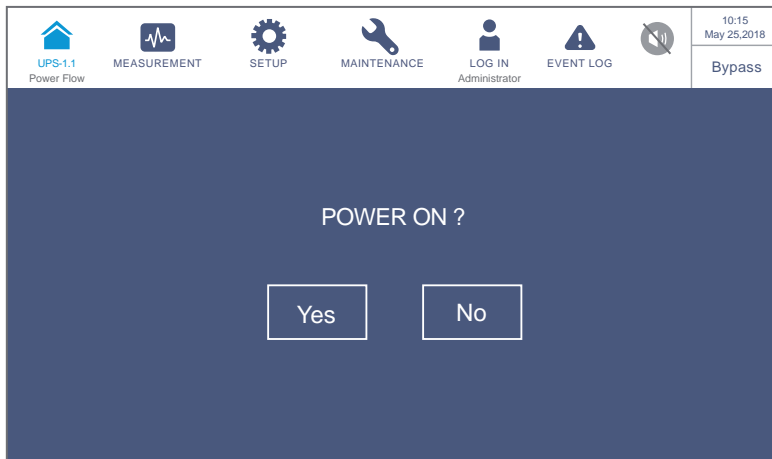 UPS-1.1
Power Flow
MEASUREMENT
SETUP
MAINTENANCE
LOG IN
Administrator
EVENT LOG
10:15
May 25,2018
Bypass
POWER ON ?
Yes
No